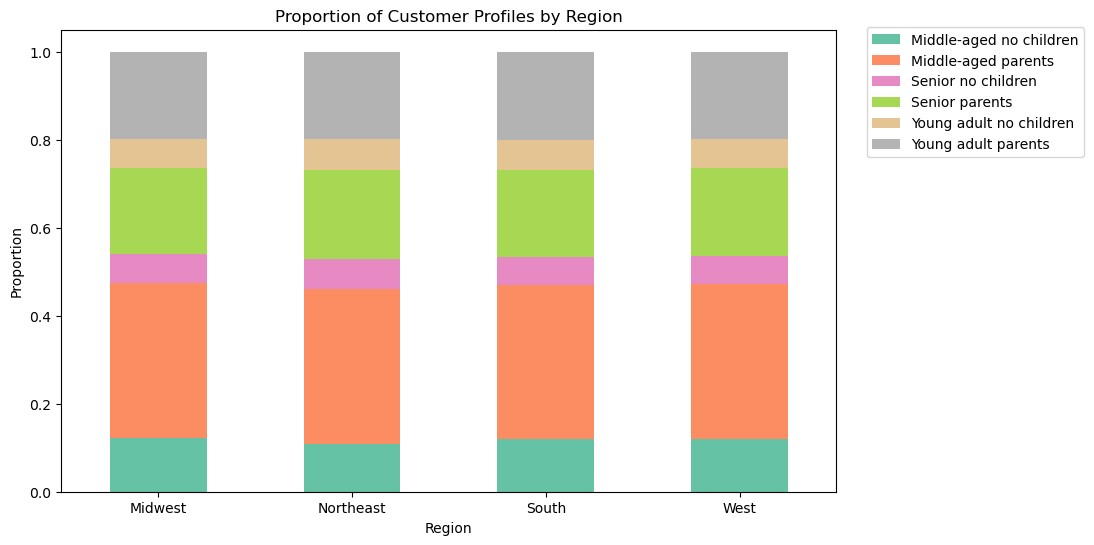 Proportion of Customer Profiles by Region
Middle-aged no children
Middle-aged parents
Senior no children
Senior parents
Young adult no children
Young adult parents
Proportion
1.0
0.8
0.6
0.4
0.2
0.0
Midwest Northeast South West
Region